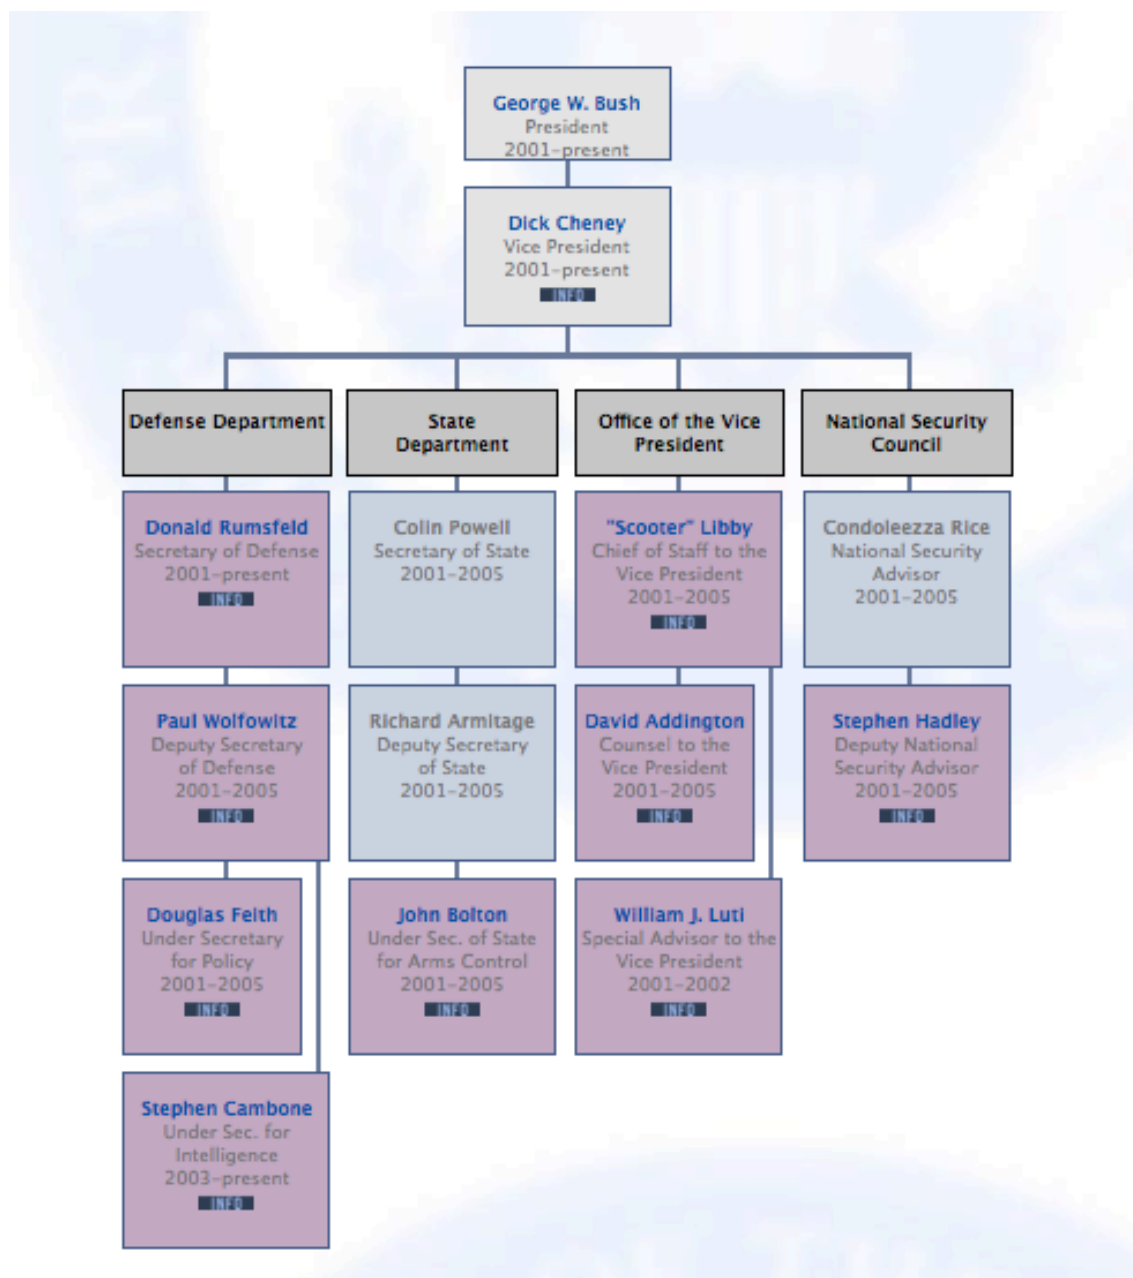 George W. Bush
President
2001–present
Dick Cheney
Vice President
2001–present
INFO
Defense Department
State
Department
Office of the Vice
President
National Security
Council
Donald Rumsfeld
Secretary of Defense
2001–present
INFO
Colin Powell
Secretary of State
2001–2005
"Scooter" Libby
Chief of Staff to the
Vice President
2001–2005
INFO
Condoleezza Rice
National Security
Advisor
2001–2005
Paul Wolfowitz
Deputy Secretary
of Defense
2001–2005
INFO
Richard Armitage
Deputy Secretary
of State
2001–2005
David Addington
Counsel to the
Vice President
2001–2005
INFO
Stephen Hadley
Deputy National
Security Advisor
2001–2005
INFO
Douglas Feith
Under Secretary
for Policy
2001–2005
INFO
John Bolton
Under Sec. of State
for Arms Control
2001–2005
INFO
William J. Luti
Special Advisor to the
Vice President
2001–2002
INFO
Stephen Cambone
Under Sec. for
Intelligence
2003–present
INFO